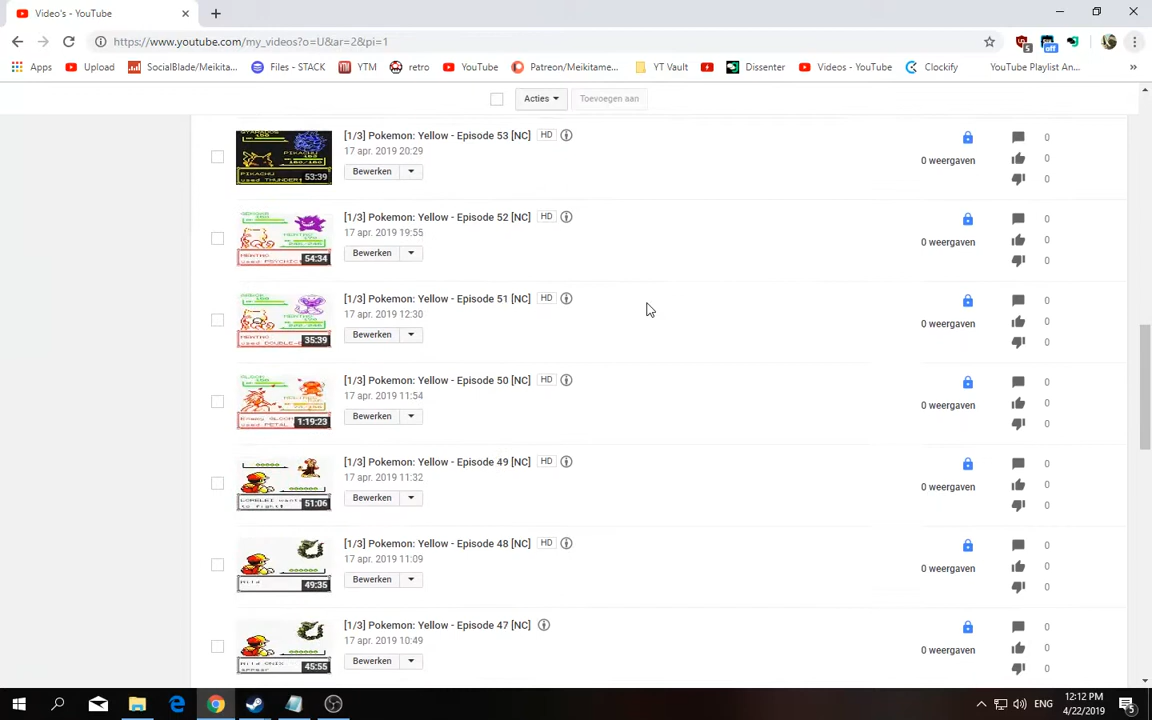 Video's - YouTube
https://www.youtube.com/my_videos?o=U&ar=2&pi=1
5
off
Apps Upload SocialBlade/Meikita... Files - STACK YTM retro YouTube Patreon/Meikitame... YT Vault Dissenter Videos - YouTube Clockify YouTube Playlist An... »
Acties Toevoegen aan
[1/3] Pokemon: Yellow - Episode 53 [NC] HD 0
17 apr. 2019 20:29 0 weergaven 0
Bewerken 0
53:39
[1/3] Pokemon: Yellow - Episode 52 [NC] HD 0
17 apr. 2019 19:55 0 weergaven 0
Bewerken 0
54:34
[1/3] Pokemon: Yellow - Episode 51 [NC] HD 0
17 apr. 2019 12:30 0 weergaven 0
Bewerken 0
35:39
[1/3] Pokemon: Yellow - Episode 50 [NC] HD 0
17 apr. 2019 11:54 0 weergaven 0
Bewerken 0
1:19:23
[1/3] Pokemon: Yellow - Episode 49 [NC] HD 0
17 apr. 2019 11:32 0 weergaven 0
Bewerken 0
51:06
[1/3] Pokemon: Yellow - Episode 48 [NC] HD 0
17 apr. 2019 11:09 0 weergaven 0
Bewerken 0
49:35
[1/3] Pokemon: Yellow - Episode 47 [NC] 0
17 apr. 2019 10:49 0 weergaven 0
Bewerken 0
45:55
ENG
12:12 PM
4/22/2019
5